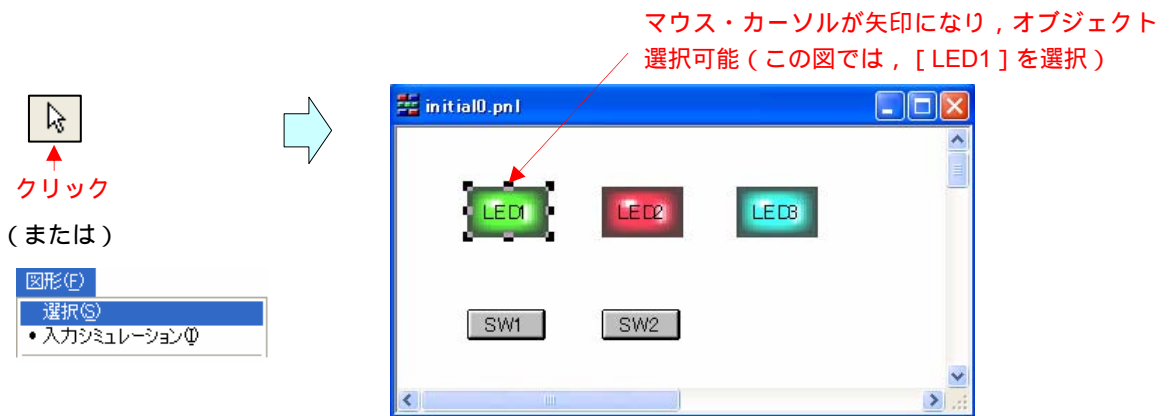 マウス・カーソルが矢印になり，オブジェクト
選択可能（この図では，［LED1］を選択）
クリック
（または）
図形(F)
選択(S)
• 入力シミュレーション(I)
initial0.pnl
LED1 LED2 LED3
SW1 SW2